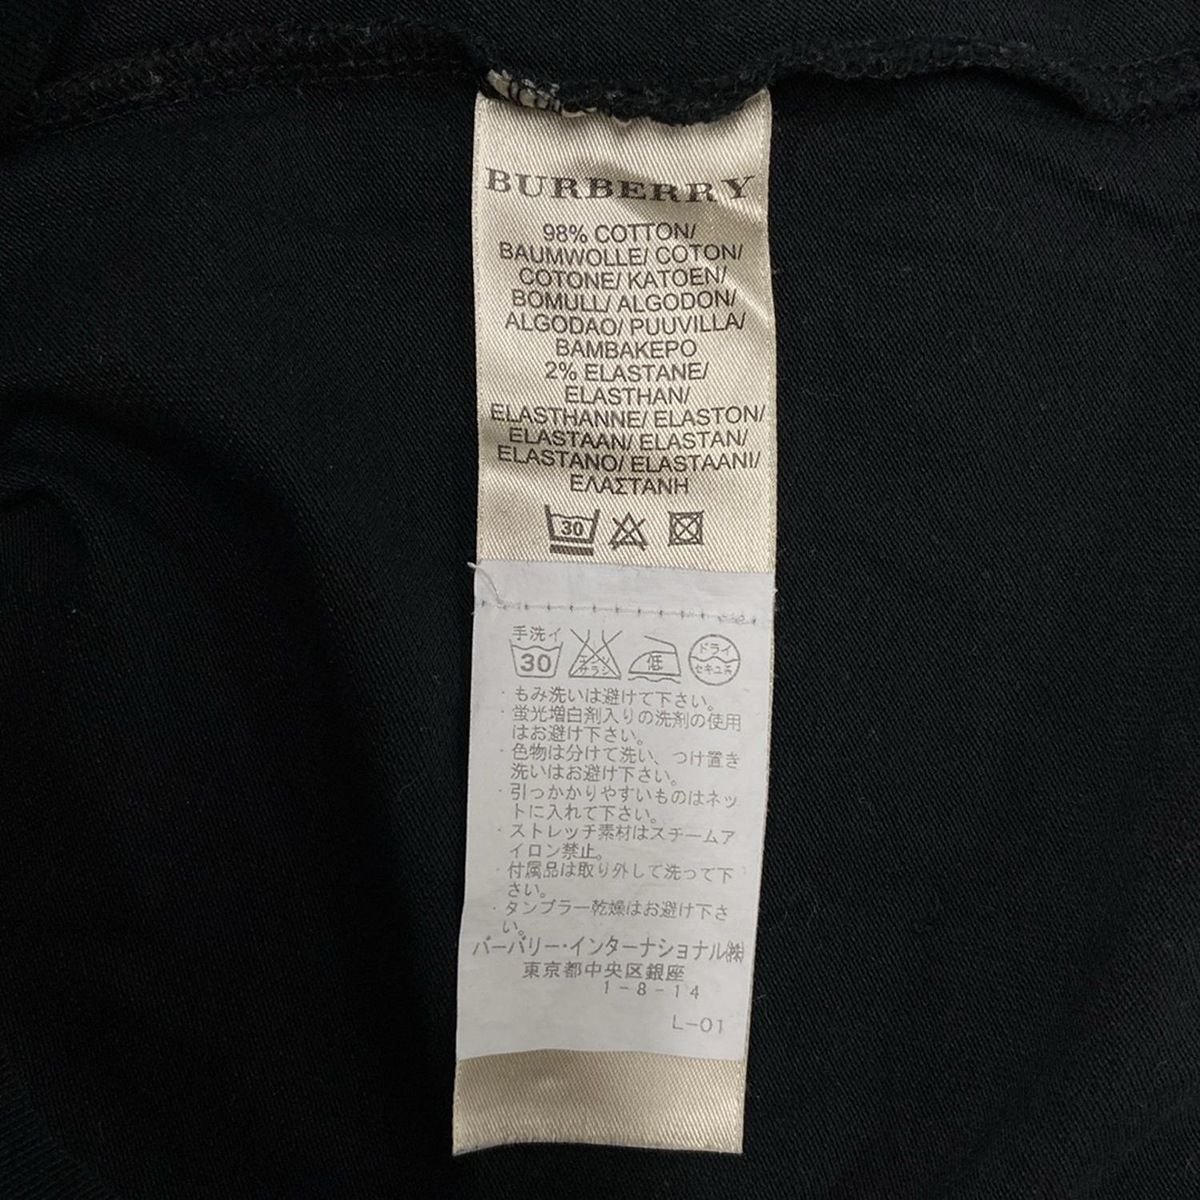 BURBERRY
98% COTTON/
BAUMWOLLE/ COTON/
COTONE/ KATOEN/
BOMULL/ ALGODON/
ALGODAO/ PUUVILLA/
BAMBAKEPO
2% ELASTANE/
ELASTHAN/
ELASTHANNE/ ELASTON/
ELASTAAN/ ELASTAN/
ELASTANO/ ELASTAANI/
ΕΛΑΣΤΑΝΗ
30
手洗イ
30 エンソ サラシ 低 ドライ セキユ系
・もみ洗いは避けて下さい。
・蛍光増白剤入りの洗剤の使用
はお避け下さい。
・色物は分けて洗い、つけ置き
洗いはお避け下さい。
・引っかかりやすいものはネッ
トに入れて下さい。
・ストレッチ素材はスチームア
イロン禁止。
・付属品は取り外して洗って下
さい。
・タンブラー乾燥はお避け下さ
い。
バーバリー・インターナショナル㈱
東京都中央区銀座
1-8-14
L-01